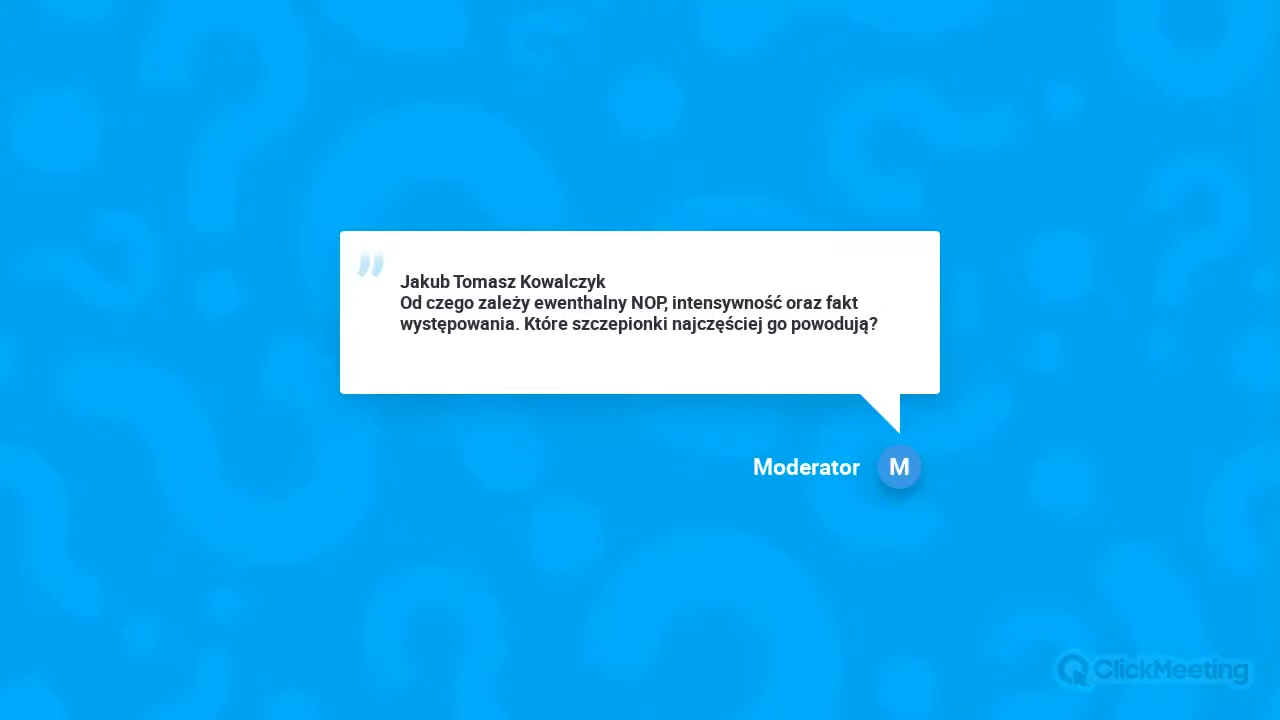 Jakub Tomasz Kowalczyk
Od czego zależy ewenthalny NOP, intensywność oraz fakt
występowania. Które szczepionki najczęściej go powodują?
Moderator M
ClickMeeting